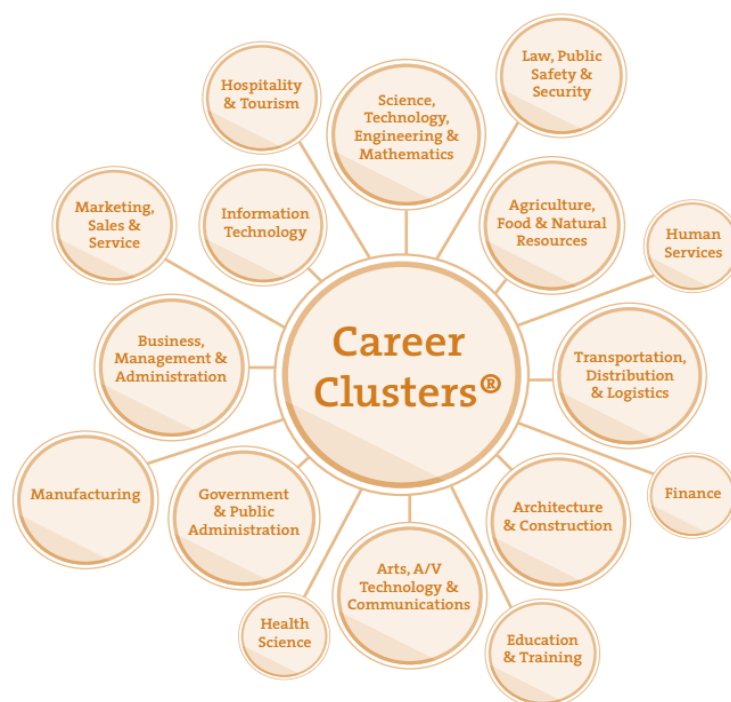 Law, Public
Safety &
Security
Hospitality
& Tourism
Science,
Technology,
Engineering &
Mathematics
Marketing,
Sales &
Service
Information
Technology
Agriculture,
Food & Natural
Resources
Human
Services
Career
Clusters®
Business,
Management &
Administration
Transportation,
Distribution
& Logistics
Manufacturing
Government
& Public
Administration
Architecture
& Construction
Finance
Arts, A/V
Technology &
Communications
Health
Science
Education
& Training